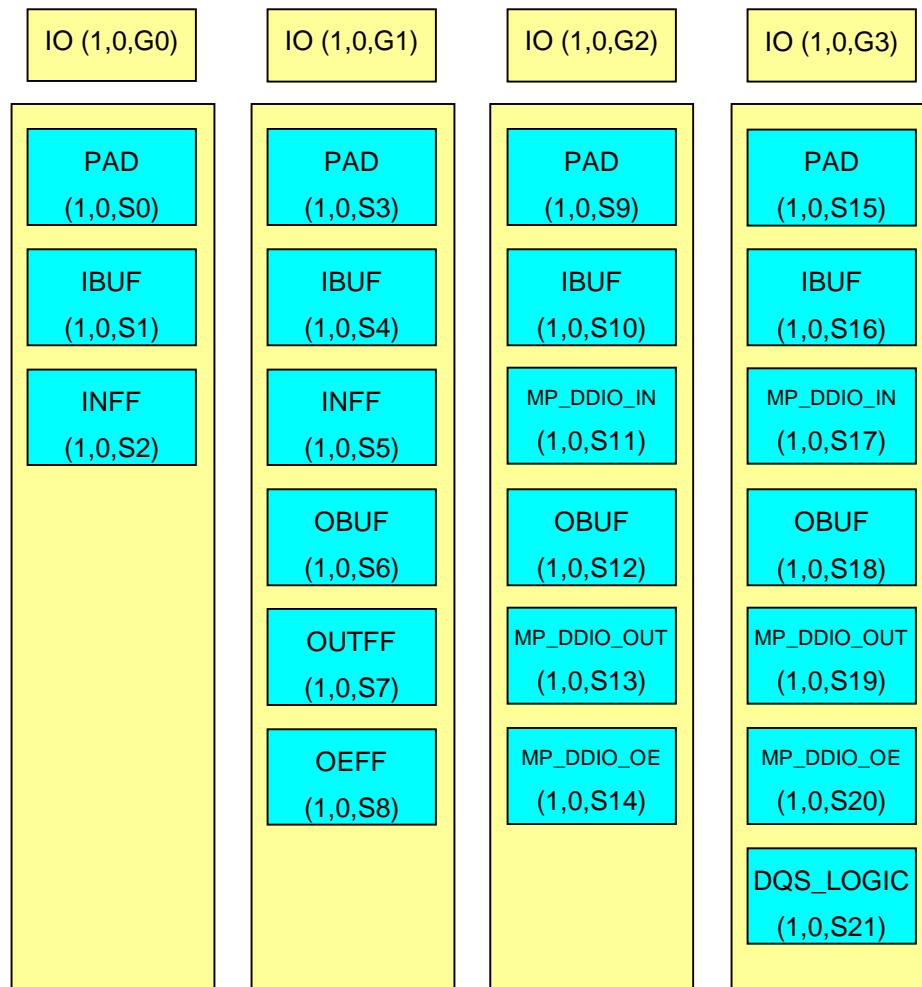 IO (1,0,G0)
PAD
(1,0,S0)
IBUF
(1,0,S1)
INFF
(1,0,S2)
IO (1,0,G1)
PAD
(1,0,S3)
IBUF
(1,0,S4)
INFF
(1,0,S5)
OBUF
(1,0,S6)
OUTFF
(1,0,S7)
OEFF
(1,0,S8)
IO (1,0,G2)
PAD
(1,0,S9)
IBUF
(1,0,S10)
MP_DDIO_IN
(1,0,S11)
OBUF
(1,0,S12)
MP_DDIO_OUT
(1,0,S13)
MP_DDIO_OE
(1,0,S14)
IO (1,0,G3)
PAD
(1,0,S15)
IBUF
(1,0,S16)
MP_DDIO_IN
(1,0,S17)
OBUF
(1,0,S18)
MP_DDIO_OUT
(1,0,S19)
MP_DDIO_OE
(1,0,S20)
DQS_LOGIC
(1,0,S21)